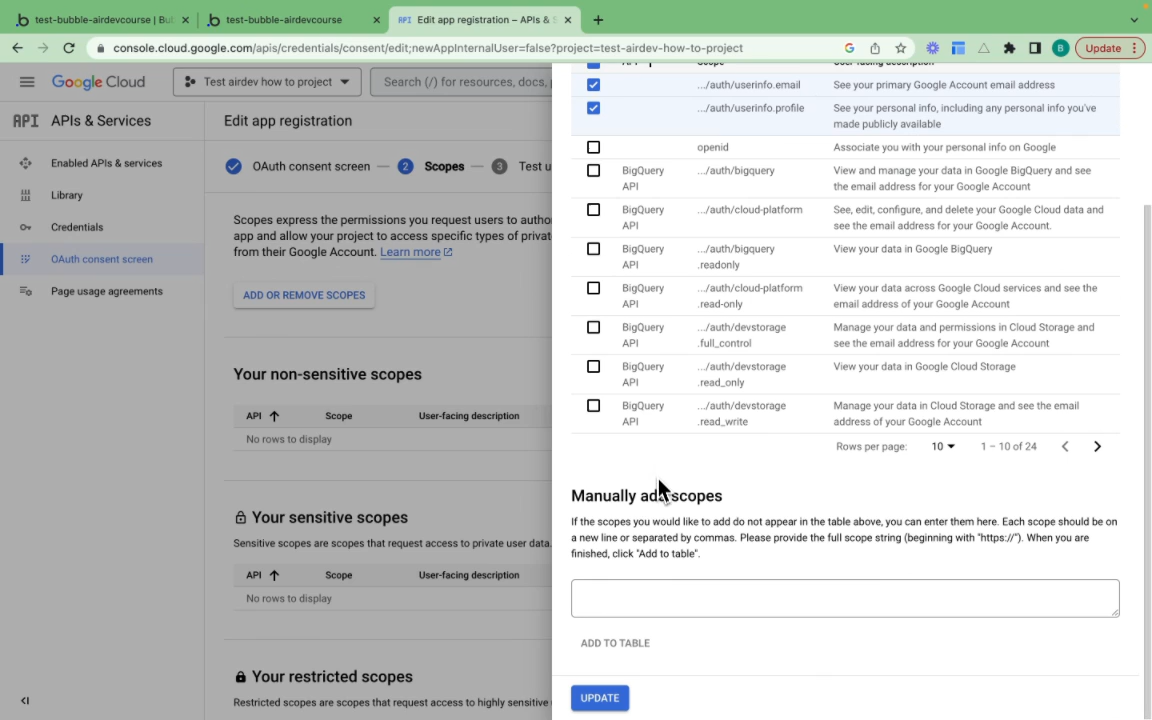 test-bubble-airdevcourse | Bu
test-bubble-airdevcourse
API Edit app registration – APIs &
console.cloud.google.com/apis/credentials/consent/edit;newAppInternalUser=false?project=test-airdev-how-to-project
B
Update
Google Cloud
Test airdev how to project
Search (/) for resources, docs,
API APIs & Services
Enabled APIs & services
Library
Credentials
OAuth consent screen
Page usage agreements
Edit app registration
OAuth consent screen — 2 Scopes — 3 Test u
Scopes express the permissions you request users to autho
app and allow your project to access specific types of privat
from their Google Account. Learn more
ADD OR REMOVE SCOPES
Your non-sensitive scopes
API Scope User-facing description
No rows to display
Your sensitive scopes
Sensitive scopes are scopes that request access to private user data.
API Scope User-facing description
No rows to display
Your restricted scopes
Restricted scopes are scopes that request access to highly sensitive
.../auth/userinfo.email See your primary Google Account email address
.../auth/userinfo.profile See your personal info, including any personal info you've
made publicly available
openid Associate you with your personal info on Google
BigQuery .../auth/bigquery View and manage your data in Google BigQuery and see
API the email address for your Google Account
BigQuery .../auth/cloud-platform See, edit, configure, and delete your Google Cloud data and
API see the email address for your Google Account.
BigQuery .../auth/bigquery View your data in Google BigQuery
API .readonly
BigQuery .../auth/cloud-platform View your data across Google Cloud services and see the
API .read-only email address of your Google Account
BigQuery .../auth/devstorage Manage your data and permissions in Cloud Storage and
API .full_control see the email address for your Google Account
BigQuery .../auth/devstorage View your data in Google Cloud Storage
API .read_only
BigQuery .../auth/devstorage Manage your data in Cloud Storage and see the email
API .read_write address of your Google Account
Rows per page: 10 1 – 10 of 24
Manually add scopes
If the scopes you would like to add do not appear in the table above, you can enter them here. Each scope should be on
a new line or separated by commas. Please provide the full scope string (beginning with "https://"). When you are
finished, click "Add to table".
ADD TO TABLE
UPDATE